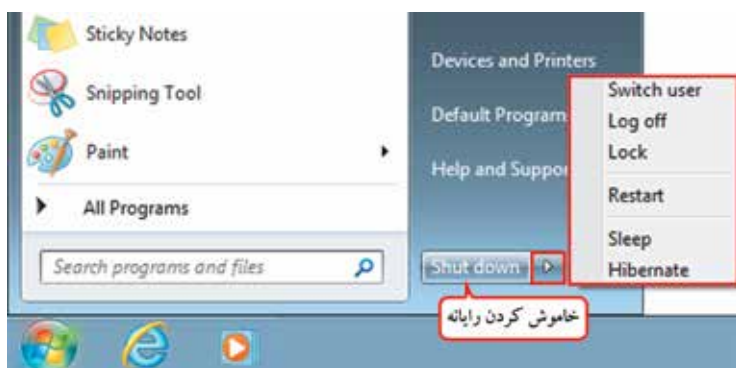 Sticky Notes
Snipping Tool
Paint
All Programs
Search programs and files
Devices and Printers
Default Program
Help and Suppo
Shut down
Switch user
Log off
Lock
Restart
Sleep
Hibernate
خاموش کردن رایانه